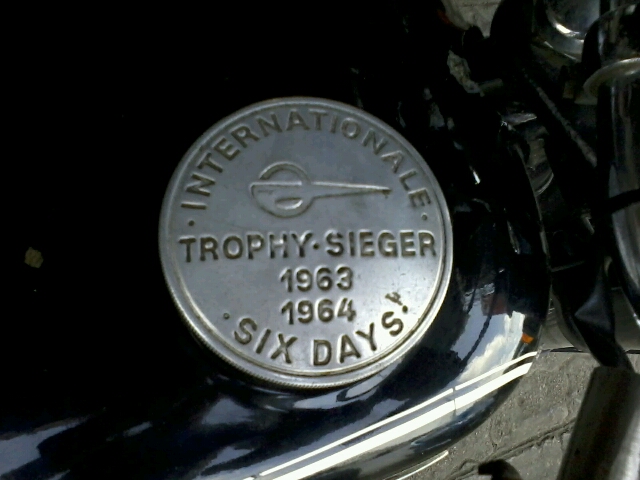 · INTERNATIONALE ·
TROPHY·SIEGER
1963
1964
· SIX DAYS ·